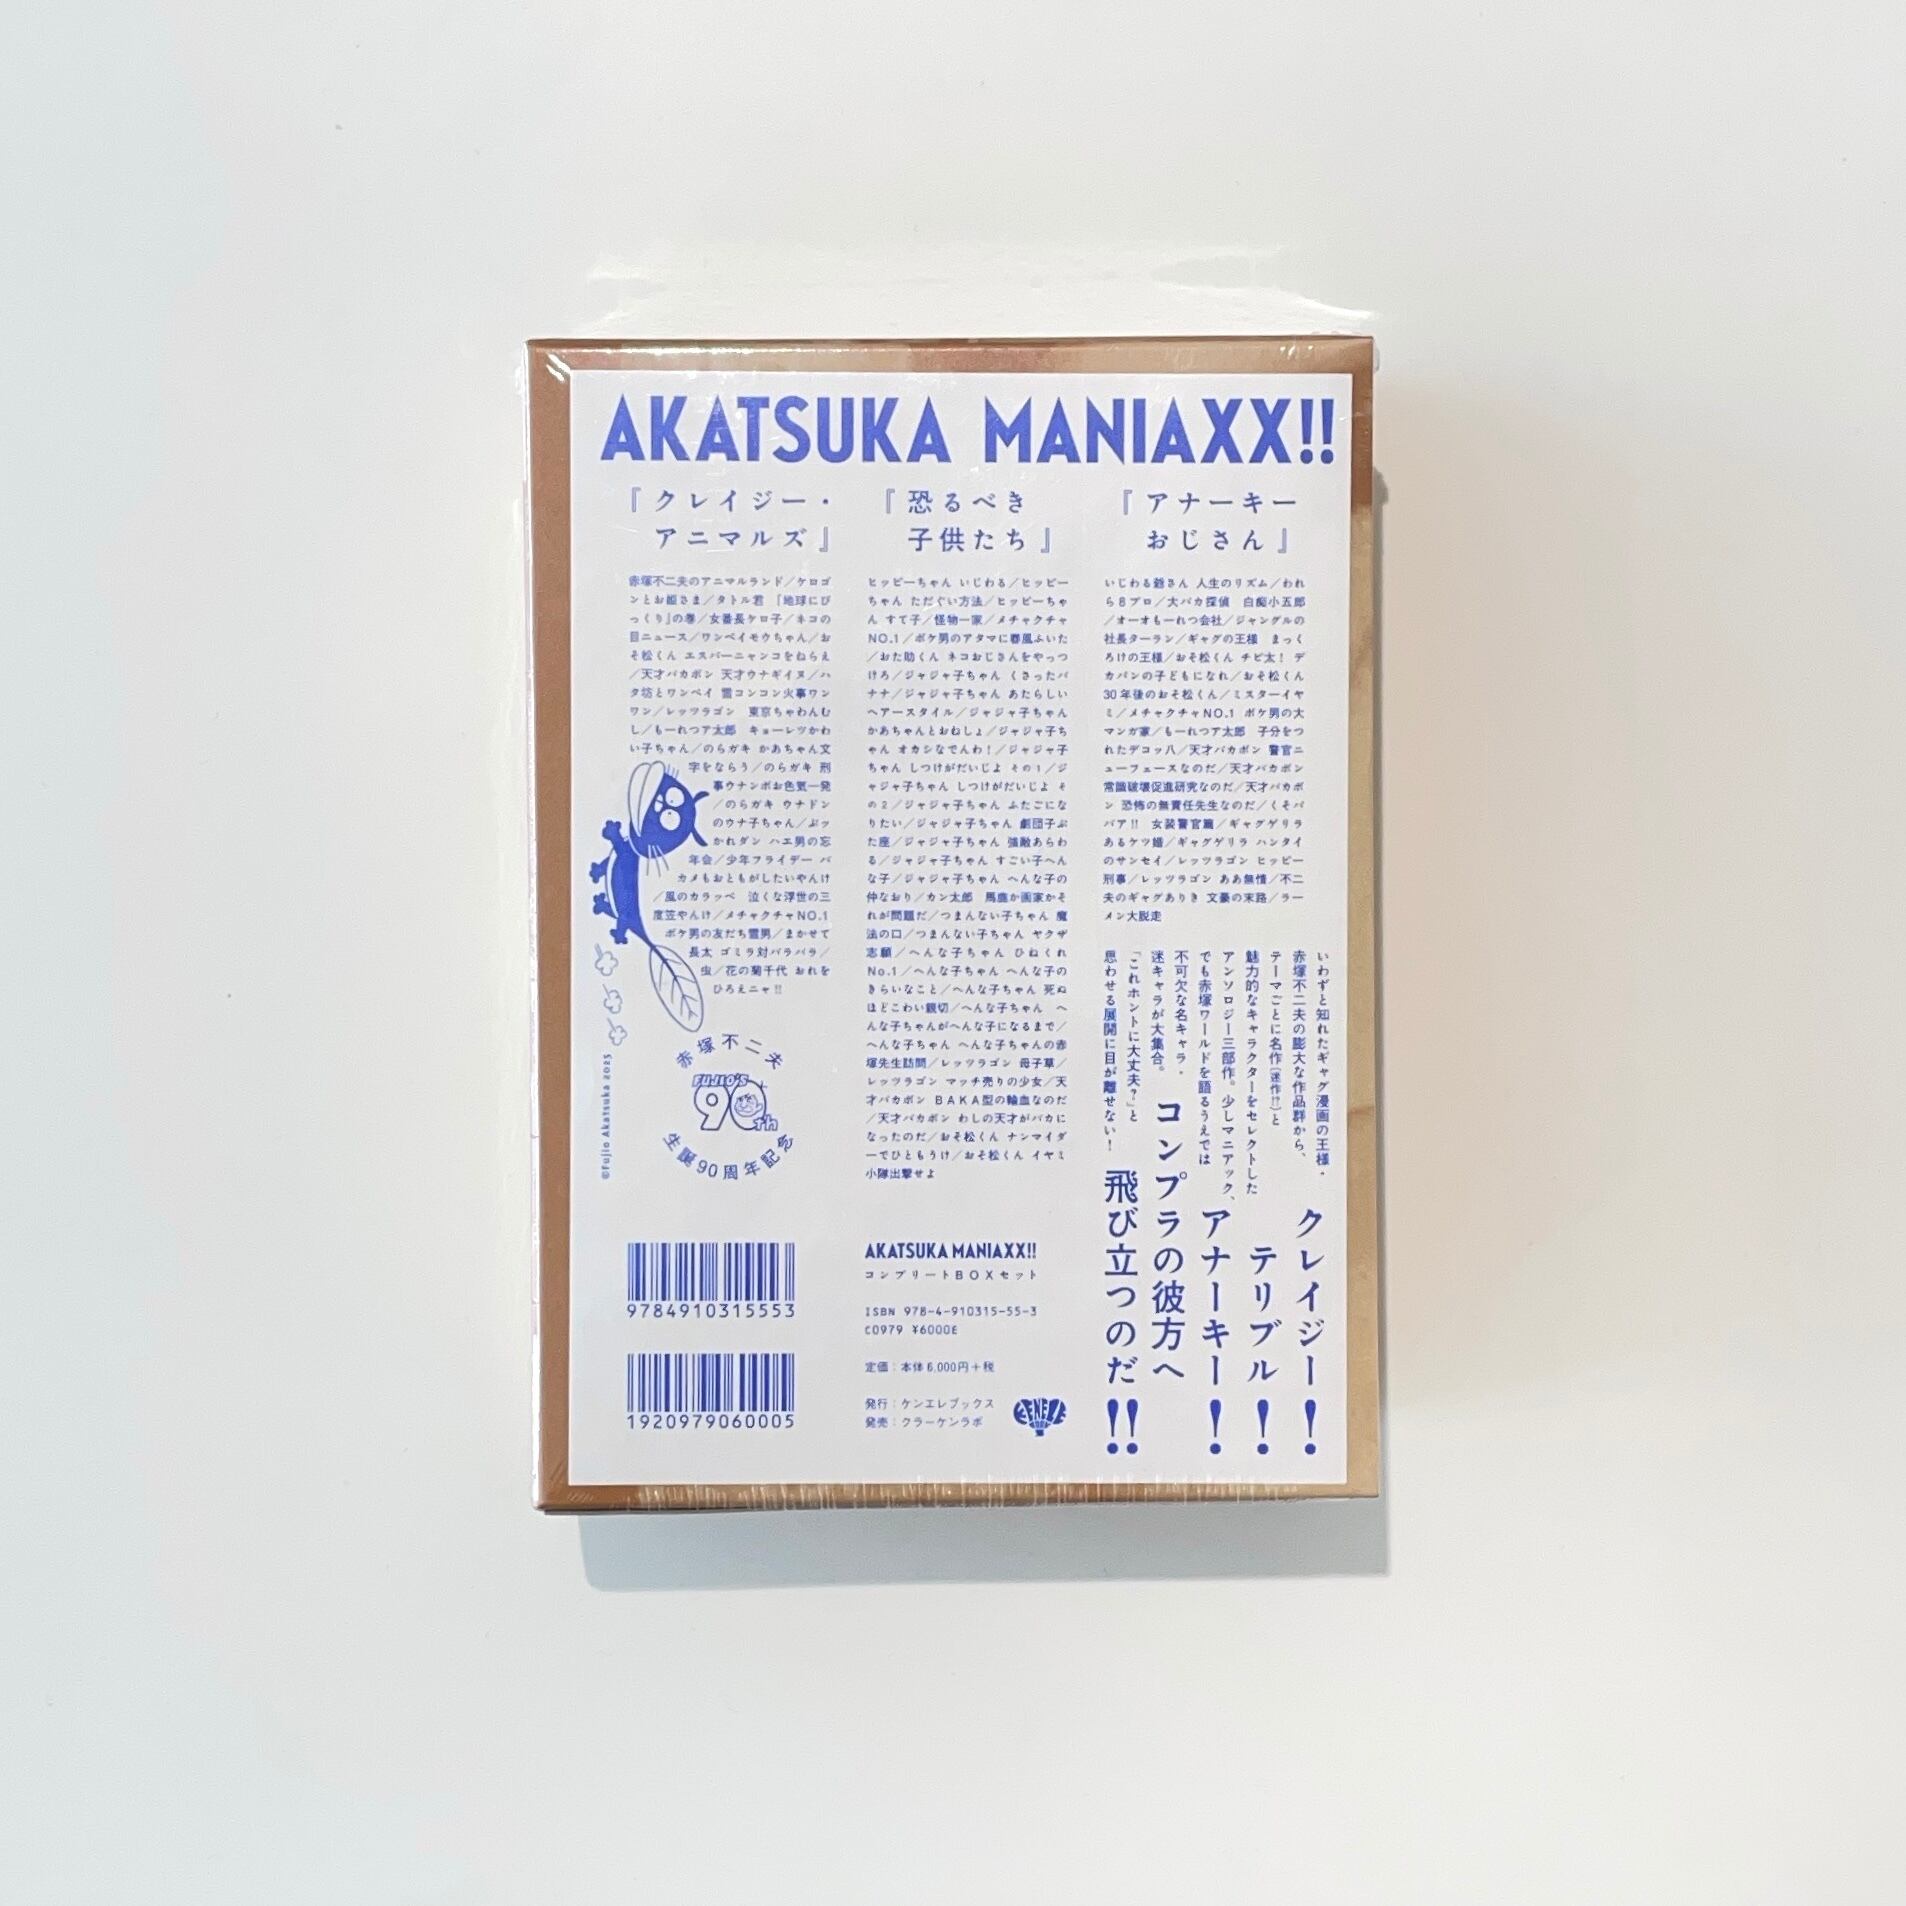 AKATSUKA MANIAXX!!
『クレイジー・
アニマルズ』
赤塚不二夫のアニマルランド／ケロゴ
ンとお姫さま／タトル君 「地球にび
っくり」の巻／女番長ケロ子／ネコの
目ニュース／ワンペイモウちゃん／お
そ松くん エスパーニャンコをねらえ
／天才バカボン 天才ウナギイヌ／ハ
タ坊とワンペイ 雪コンコン火事ワン
ワン／レッツラゴン 東京ちゃわんむ
し／もーれつア太郎 キョーレツかわ
い子ちゃん／のらガキ かあちゃん文
字をならう／のらガキ 刑
事ウナンポお色気一発
／のらガキ ウナドン
のウナ子ちゃん／ぶッ
かれダン ハエ男の忘
年会／少年フライデー バ
カメもおともがしたいやんけ
／風のカラッペ 泣くな浮世の三
度笠やんけ／メチャクチャNO.1
ボケ男の友だち雪男／まかせて
長太 ゴミラ対バラバラ／
虫／花の菊千代 おれを
ひろえニャ!!
©Fujio Akatsuka 2025
赤塚不二夫
FUJIO'S
90th
生誕90周年記念
9784910315553
1920979060005
『恐るべき
子供たち』
ヒッピーちゃん いじわる／ヒッピー
ちゃん ただぐい方法／ヒッピーちゃ
ん すて子／怪物一家／メチャクチャ
NO.1／ボケ男のアタマに春風ふいた
／おた助くん ネコおじさんをやっつ
けろ／ジャジャ子ちゃん くさったバ
ナナ／ジャジャ子ちゃん あたらしい
ヘアースタイル／ジャジャ子ちゃん
かあちゃんとおねしょ／ジャジャ子ち
ゃん オカシなでんわ！／ジャジャ子
ちゃん しつけがだいじよ その1／ジ
ャジャ子ちゃん しつけがだいじよ そ
の2／ジャジャ子ちゃん ふたごにな
りたい／ジャジャ子ちゃん 劇団子ぶ
た座／ジャジャ子ちゃん 強敵あらわ
る／ジャジャ子ちゃん すごい子へん
な子／ジャジャ子ちゃん へんな子の
仲なおり／カン太郎 馬鹿か画家かそ
れが問題だ／つまんない子ちゃん 魔
法の口／つまんない子ちゃん ヤクザ
志願／へんな子ちゃん ひねくれ
No.1／へんな子ちゃん へんな子の
きらいなこと／へんな子ちゃん 死ぬ
ほどこわい親切／へんな子ちゃん へ
んな子ちゃんがへんな子になるまで／
へんな子ちゃん へんな子ちゃんの赤
塚先生訪問／レッツラゴン 母子草／
レッツラゴン マッチ売りの少女／天
才バカボン BAKA型の輸血なのだ
／天才バカボン わしの天才がバカに
なったのだ／おそ松くん ナンマイダ
ーでひともうけ／おそ松くん イヤミ
小隊出撃せよ
AKATSUKA MANIAXX!!
コンプリートBOXセット
ISBN 978-4-910315-55-3
C0979 ¥6000E
定価：本体6,000円＋税
発行：ケンエレブックス
発売：クラーケンラボ
『アナーキー
おじさん』
いじわる爺さん 人生のリズム／われ
ら8プロ／大バカ探偵 白痴小五郎
／オーオもーれつ会社／ジャングルの
社長ターラン／ギャグの王様 まっく
ろけの王様／おそ松くん チビ太！ デ
カパンの子どもになれ／おそ松くん
30年後のおそ松くん／ミスターイヤ
ミ／メチャクチャNO.1 ボケ男の大
マンガ家／もーれつア太郎 子分をつ
れたデコッ八／天才バカボン 警官ニ
ューフェースなのだ／天才バカボン
常識破壊促進研究なのだ／天才バカボ
ン 恐怖の無責任先生なのだ／くそバ
バア!! 女装警官篇／ギャグゲリラ
あるケツ婚／ギャグゲリラ ハンタイ
のサンセイ／レッツラゴン ヒッピー
刑事／レッツラゴン ああ無情／不二
夫のギャグありき 文豪の末路／ラー
メン大脱走
いわずと知れたギャグ漫画の王様・
赤塚不二夫の膨大な作品群から、
テーマごとに名作(迷作!?)と
魅力的なキャラクターをセレクトした
アンソロジー三部作。少しマニアック、
でも赤塚ワールドを語るうえでは
不可欠な名キャラ・
迷キャラが大集合。
「これホントに大丈夫？」と
思わせる展開に目が離せない！
クレイジー！
テリブル！
アナーキー！
コンプラの彼方へ
飛び立つのだ!!